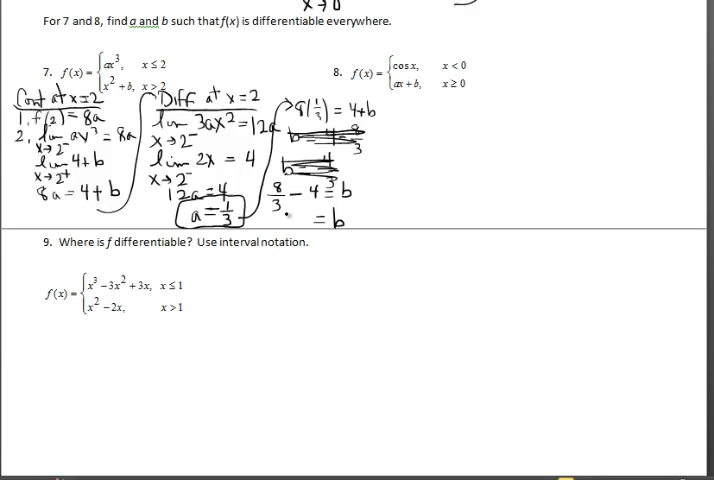 x→0
For 7 and 8, find a and b such that f(x) is differentiable everywhere.
7. f(x) = { ax³, x ≤ 2
x² + b, x > 2
8. f(x) = { cos x, x < 0
ax + b, x ≥ 0
Cont at x=2
1. f(2) = 8a
2. lim ax³ = 8a
x→2⁻
lim 4+b
x→2⁺
8a = 4+b
Diff at x=2
lim 3ax² = 12a
x→2⁻
lim 2x = 4
x→2⁻
12a = 4
a = 1/3
8(1/3) = 4+b
8/3 - 4 = b
= b
9. Where is f differentiable? Use interval notation.
f(x) = { x³ − 3x² + 3x, x ≤ 1
x² − 2x, x > 1